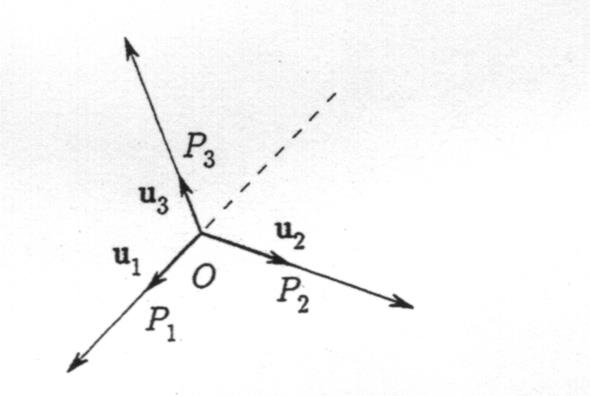 P₃
u₃
u₂
u₁
O
P₂
P₁